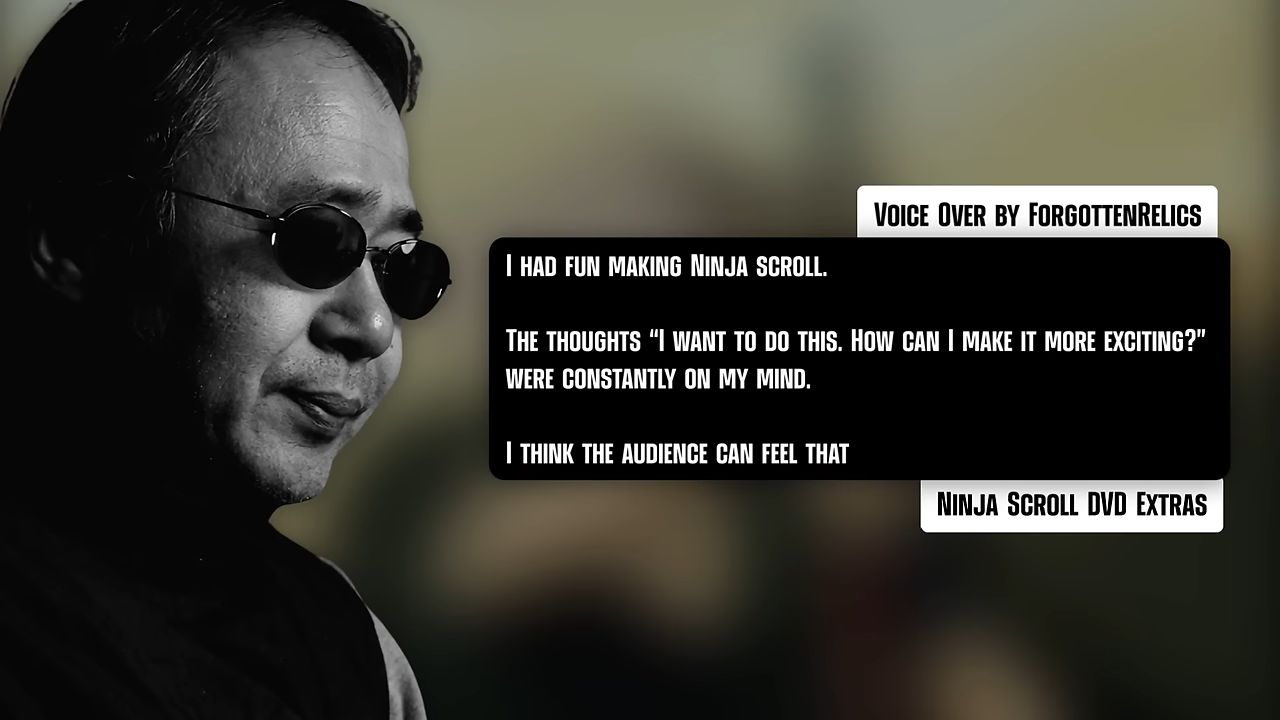 Voice Over by ForgottenRelics
I had fun making Ninja scroll.
The thoughts “I want to do this. How can I make it more exciting?”
were constantly on my mind.
I think the audience can feel that
Ninja Scroll DVD Extras